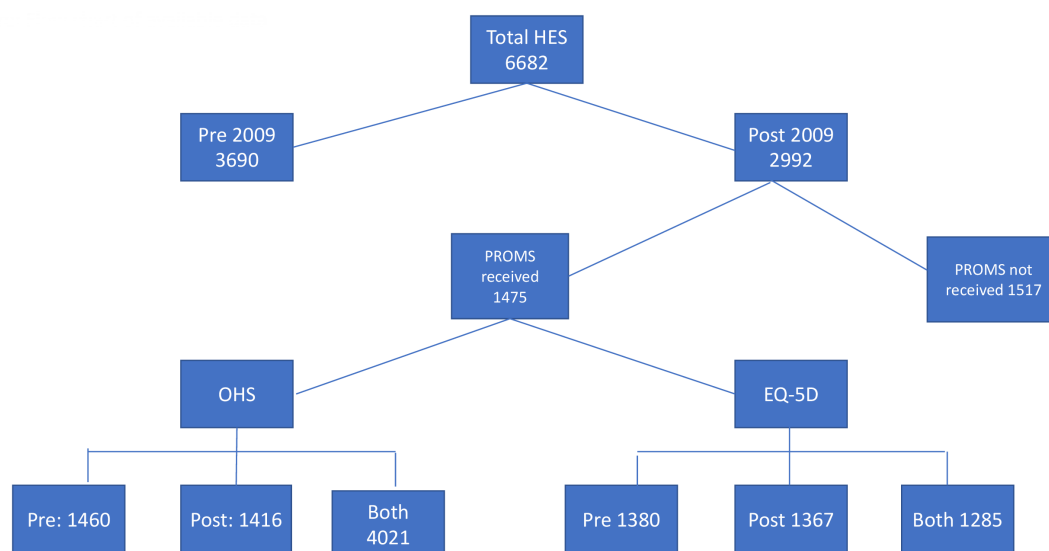 Total HES
6682
Pre 2009
3690
Post 2009
2992
PROMS
received
1475
PROMS not
received 1517
OHS
EQ-5D
Pre: 1460
Post: 1416
Both
4021
Pre 1380
Post 1367
Both 1285